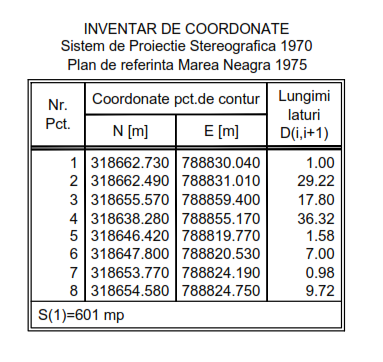 INVENTAR DE COORDONATE
Sistem de Proiectie Stereografica 1970
Plan de referinta Marea Neagra 1975
Nr. Pct. Coordonate pct.de contur Lungimi laturi D(i,i+1)
N [m] E [m]
1 318662.730 788830.040 1.00
2 318662.490 788831.010 29.22
3 318655.570 788859.400 17.80
4 318638.280 788855.170 36.32
5 318646.420 788819.770 1.58
6 318647.800 788820.530 7.00
7 318653.770 788824.190 0.98
8 318654.580 788824.750 9.72
S(1)=601 mp